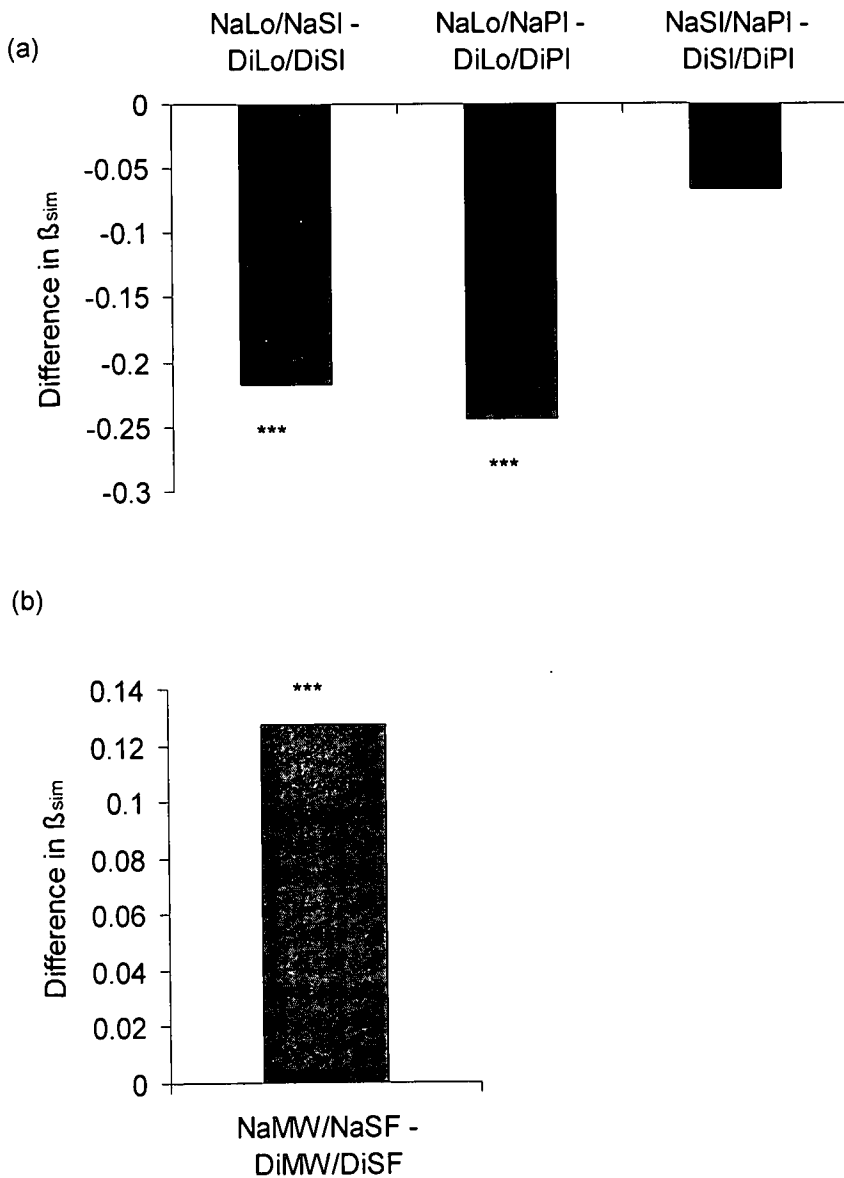 (a)
NaLo/NaSl -
DiLo/DiSl
NaLo/NaPl -
DiLo/DiPl
NaSl/NaPl -
DiSl/DiPl
0
-0.05
-0.1
-0.15
-0.2
-0.25
-0.3
Difference in ßsim
***
***
(b)
0.14
0.12
0.1
0.08
0.06
0.04
0.02
0
Difference in ßsim
***
NaMW/NaSF -
DiMW/DiSF